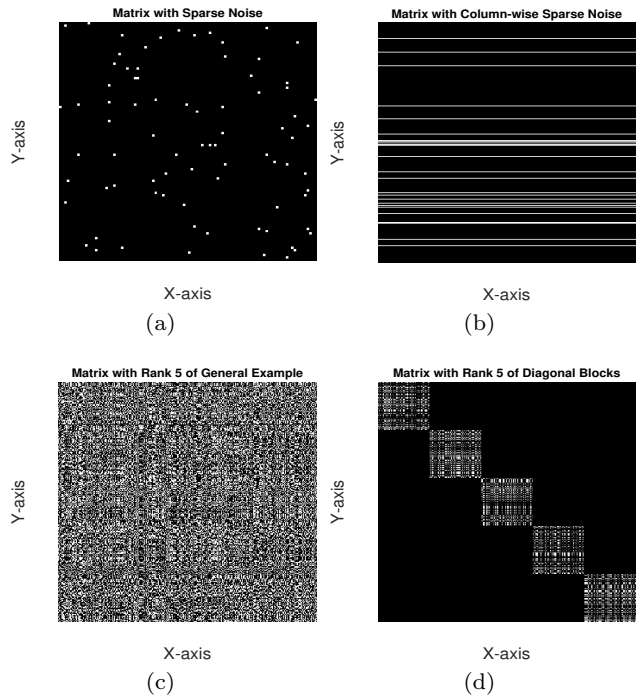 Matrix with Sparse Noise
Y-axis
X-axis
(a)
Matrix with Column-wise Sparse Noise
Y-axis
X-axis
(b)
Matrix with Rank 5 of General Example
Y-axis
X-axis
(c)
Matrix with Rank 5 of Diagonal Blocks
Y-axis
X-axis
(d)